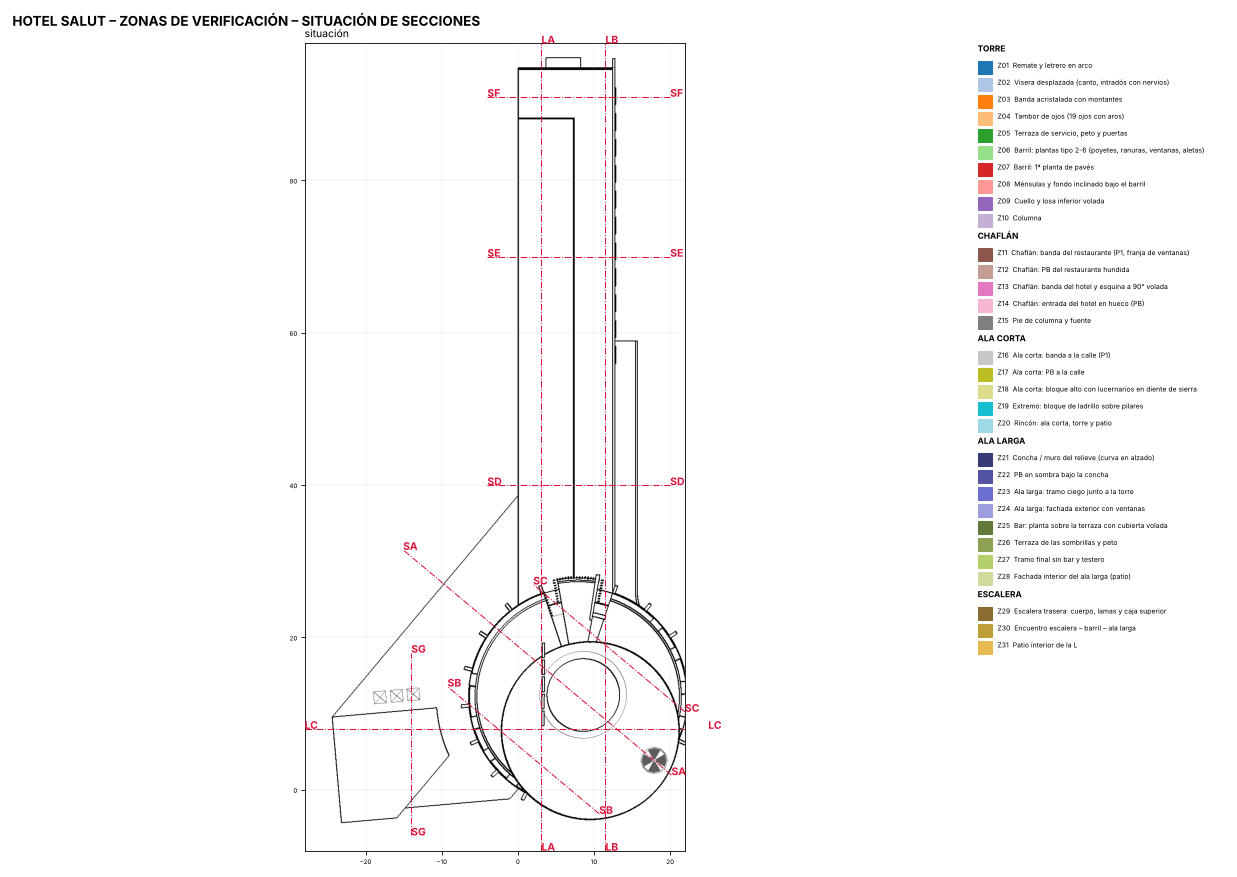 HOTEL SALUT – ZONAS DE VERIFICACIÓN – SITUACIÓN DE SECCIONES
situación
LA LB
SF SF
80
SE SE
60
40 SD SD
SA
SC
20
SG
SB
SC
LC LC
SA
0
SB
SG
LA LB
−20 −10 0 10 20
TORRE
Z01 Remate y letrero en arco
Z02 Visera desplazada (canto, intradós con nervios)
Z03 Banda acristalada con montantes
Z04 Tambor de ojos (19 ojos con aros)
Z05 Terraza de servicio, peto y puertas
Z06 Barril: plantas tipo 2-6 (poyetes, ranuras, ventanas, aletas)
Z07 Barril: 1ª planta de pavés
Z08 Ménsulas y fondo inclinado bajo el barril
Z09 Cuello y losa inferior volada
Z10 Columna
CHAFLÁN
Z11 Chaflán: banda del restaurante (P1, franja de ventanas)
Z12 Chaflán: PB del restaurante hundida
Z13 Chaflán: banda del hotel y esquina a 90° volada
Z14 Chaflán: entrada del hotel en hueco (PB)
Z15 Pie de columna y fuente
ALA CORTA
Z16 Ala corta: banda a la calle (P1)
Z17 Ala corta: PB a la calle
Z18 Ala corta: bloque alto con lucernarios en diente de sierra
Z19 Extremo: bloque de ladrillo sobre pilares
Z20 Rincón: ala corta, torre y patio
ALA LARGA
Z21 Concha / muro del relieve (curva en alzado)
Z22 PB en sombra bajo la concha
Z23 Ala larga: tramo ciego junto a la torre
Z24 Ala larga: fachada exterior con ventanas
Z25 Bar: planta sobre la terraza con cubierta volada
Z26 Terraza de las sombrillas y peto
Z27 Tramo final sin bar y testero
Z28 Fachada interior del ala larga (patio)
ESCALERA
Z29 Escalera trasera: cuerpo, lamas y caja superior
Z30 Encuentro escalera – barril – ala larga
Z31 Patio interior de la L